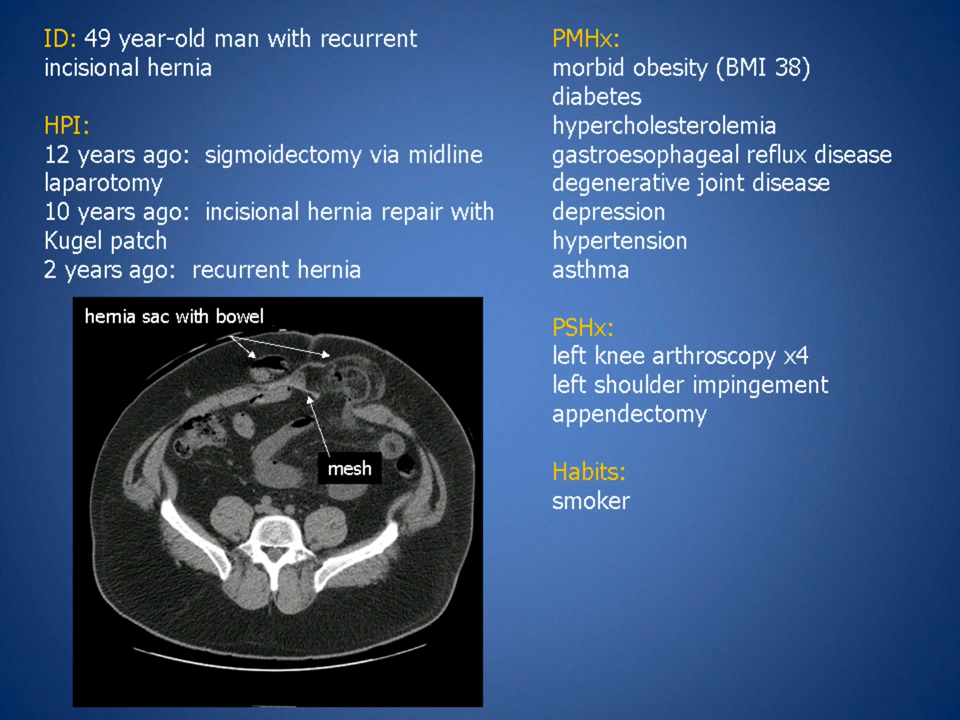 ID: 49 year-old man with recurrent
incisional hernia
HPI:
12 years ago: sigmoidectomy via midline
laparotomy
10 years ago: incisional hernia repair with
Kugel patch
2 years ago: recurrent hernia
hernia sac with bowel
mesh
PMHx:
morbid obesity (BMI 38)
diabetes
hypercholesterolemia
gastroesophageal reflux disease
degenerative joint disease
depression
hypertension
asthma
PSHx:
left knee arthroscopy x4
left shoulder impingement
appendectomy
Habits:
smoker